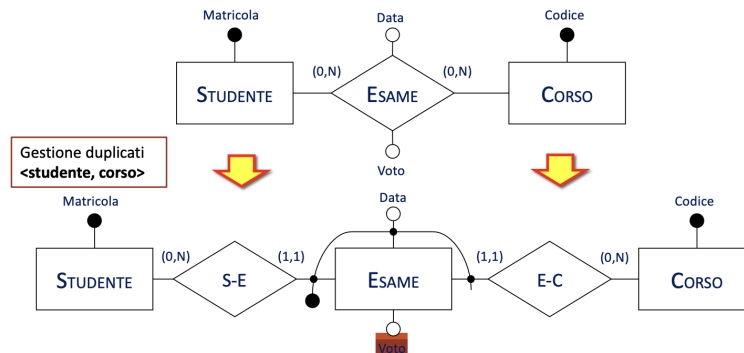 Matricola
Data
Codice
(0,N)
(0,N)
STUDENTE
ESAME
CORSO
Gestione duplicati
<studente, corso>
Voto
Matricola
Data
Codice
(0,N)
(1,1)
(1,1)
(0,N)
STUDENTE
S-E
ESAME
E-C
CORSO
Voto